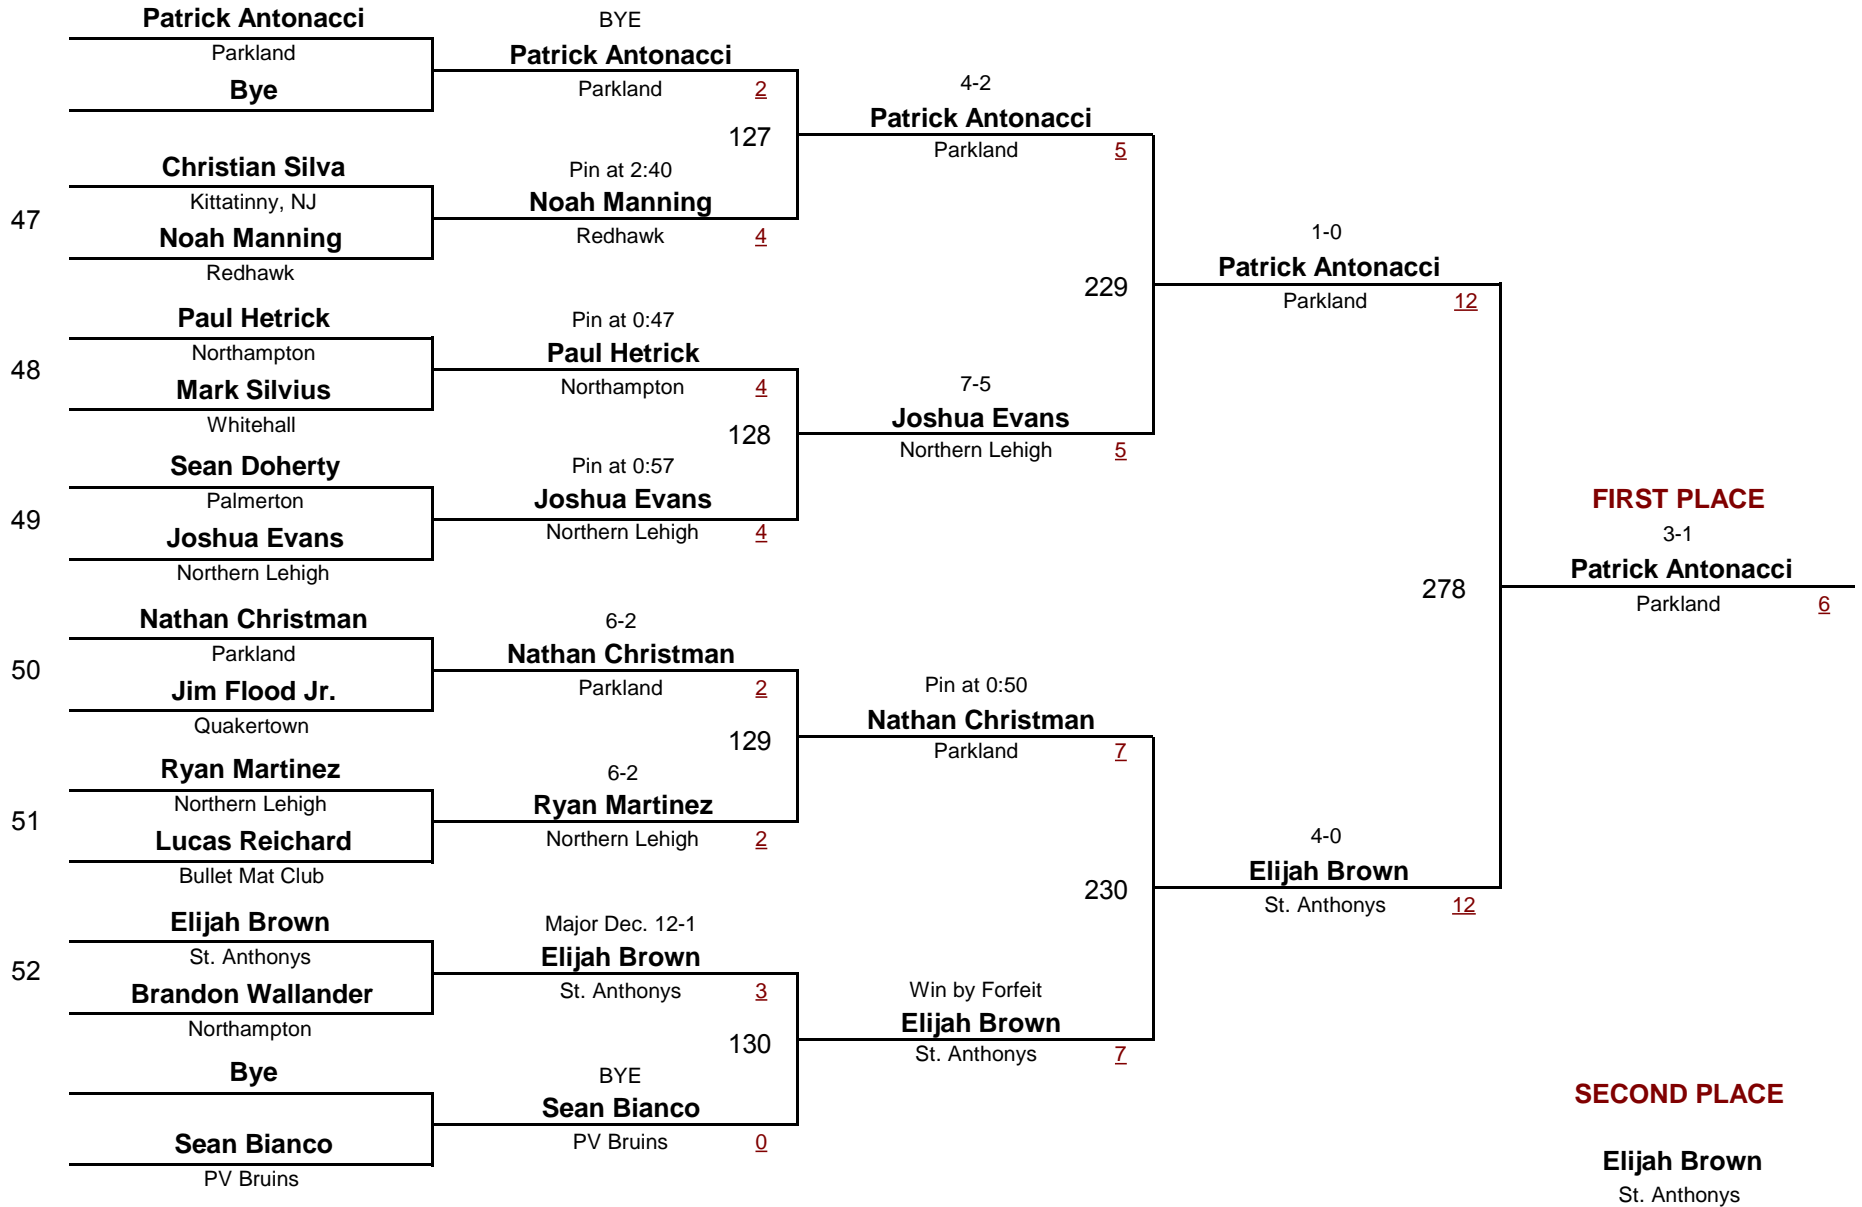 Patrick Antonacci
Parkland
Bye
47
Christian Silva
Kittatinny, NJ
Noah Manning
Redhawk
48
Paul Hetrick
Northampton
Mark Silvius
Whitehall
49
Sean Doherty
Palmerton
Joshua Evans
Northern Lehigh
50
Nathan Christman
Parkland
Jim Flood Jr.
Quakertown
51
Ryan Martinez
Northern Lehigh
Lucas Reichard
Bullet Mat Club
52
Elijah Brown
St. Anthonys
Brandon Wallander
Northampton
Bye
Sean Bianco
PV Bruins
BYE
Patrick Antonacci
Parkland 2
127
Pin at 2:40
Noah Manning
Redhawk 4
Pin at 0:47
Paul Hetrick
Northampton 4
128
Pin at 0:57
Joshua Evans
Northern Lehigh 4
6-2
Nathan Christman
Parkland 2
129
6-2
Ryan Martinez
Northern Lehigh 2
Major Dec. 12-1
Elijah Brown
St. Anthonys 3
130
BYE
Sean Bianco
PV Bruins 0
4-2
Patrick Antonacci
Parkland 5
229
7-5
Joshua Evans
Northern Lehigh 5
Pin at 0:50
Nathan Christman
Parkland 7
230
Win by Forfeit
Elijah Brown
St. Anthonys 7
1-0
Patrick Antonacci
Parkland 12
278
4-0
Elijah Brown
St. Anthonys 12
FIRST PLACE
3-1
Patrick Antonacci
Parkland 6
SECOND PLACE
Elijah Brown
St. Anthonys